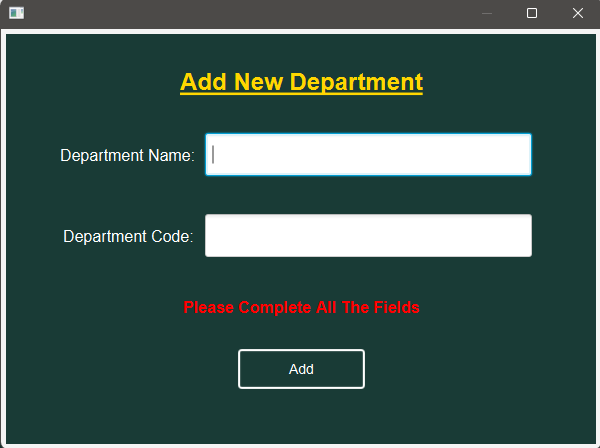 Add New Department
Department Name:
Department Code:
Please Complete All The Fields
Add